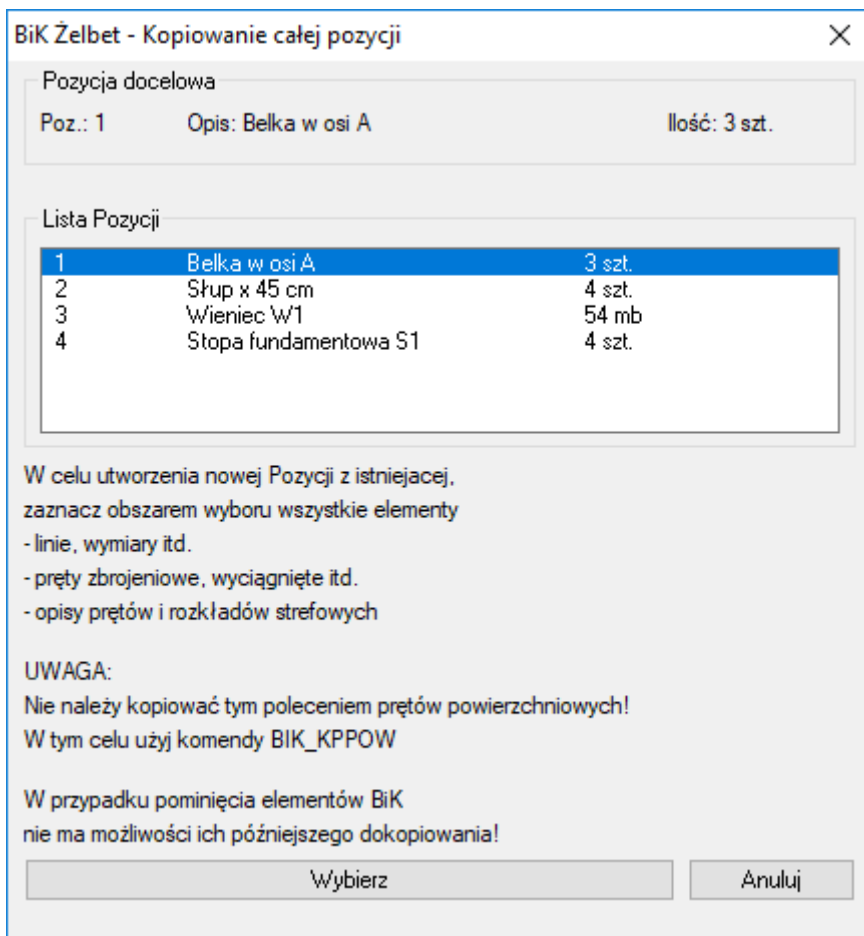 BiK Żelbet - Kopiowanie całej pozycji
Pozycja docelowa
Poz.: 1 Opis: Belka w osi A Ilość: 3 szt.
Lista Pozycji
1 Belka w osi A 3 szt.
2 Słup x 45 cm 4 szt.
3 Wieniec W1 54 mb
4 Stopa fundamentowa S1 4 szt.
W celu utworzenia nowej Pozycji z istniejacej,
zaznacz obszarem wyboru wszystkie elementy
- linie, wymiary itd.
- pręty zbrojeniowe, wyciągnięte itd.
- opisy prętów i rozkładów strefowych
UWAGA:
Nie należy kopiować tym poleceniem prętów powierzchniowych!
W tym celu użyj komendy BIK_KPPOW
W przypadku pominięcia elementów BiK
nie ma możliwości ich późniejszego dokopiowania!
Wybierz Anuluj